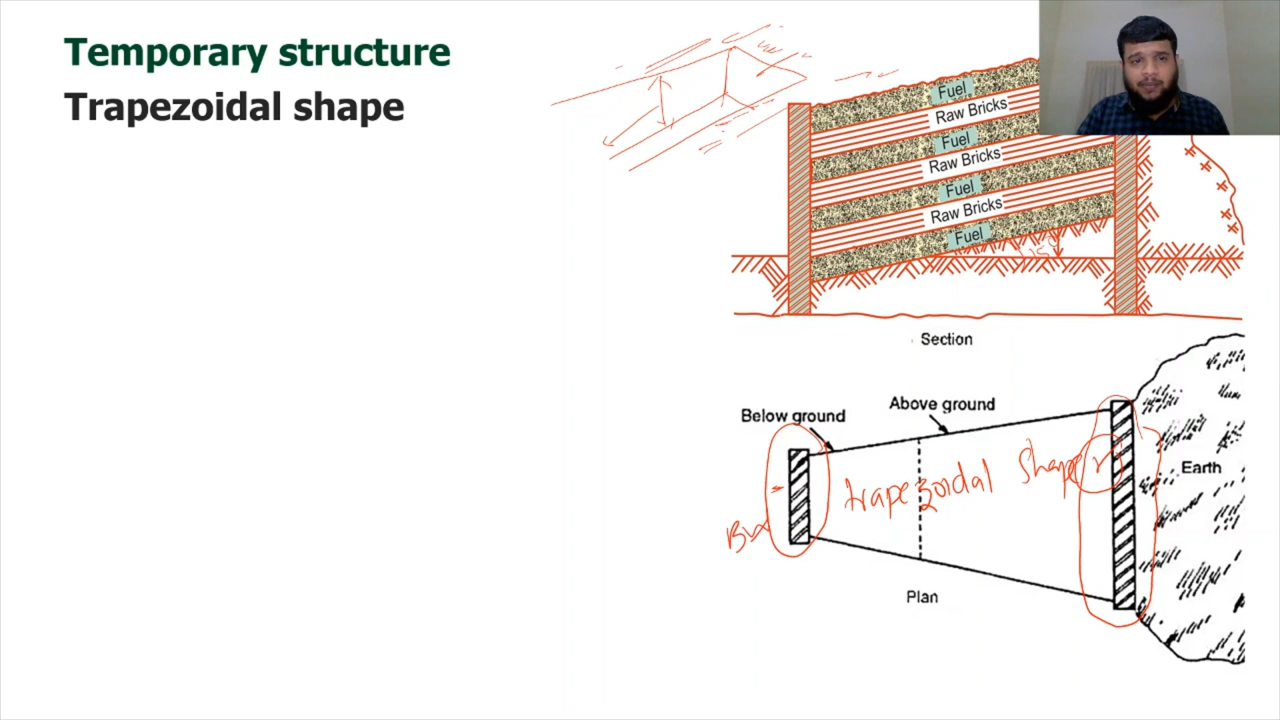 Temporary structure
Trapezoidal shape
Fuel
Raw Bricks
Fuel
Raw Bricks
Fuel
Raw Bricks
Fuel
Section
Below ground
Above ground
trapezoidal shape
Earth
Plan